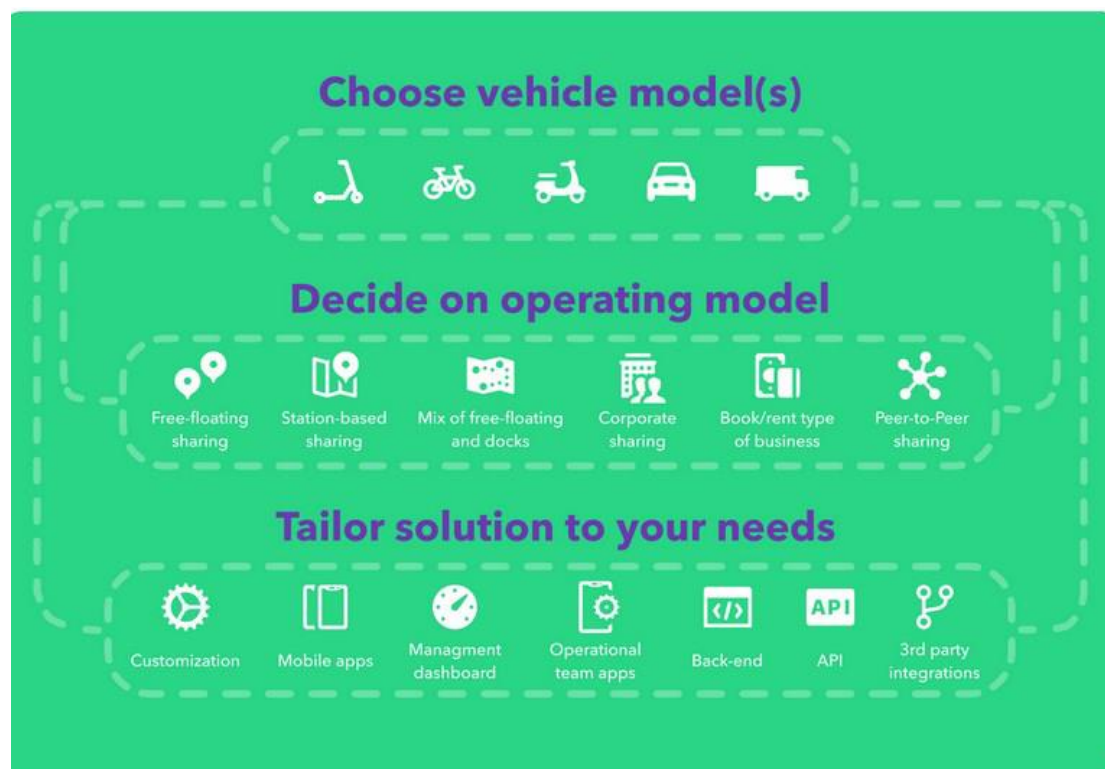 Choose vehicle model(s)
Decide on operating model
Free-floating
sharing
Station-based
sharing
Mix of free-floating
and docks
Corporate
sharing
Book/rent type
of business
Peer-to-Peer
sharing
Tailor solution to your needs
Customization
Mobile apps
Managment
dashboard
Operational
team apps
</>
Back-end
API
API
3rd party
integrations